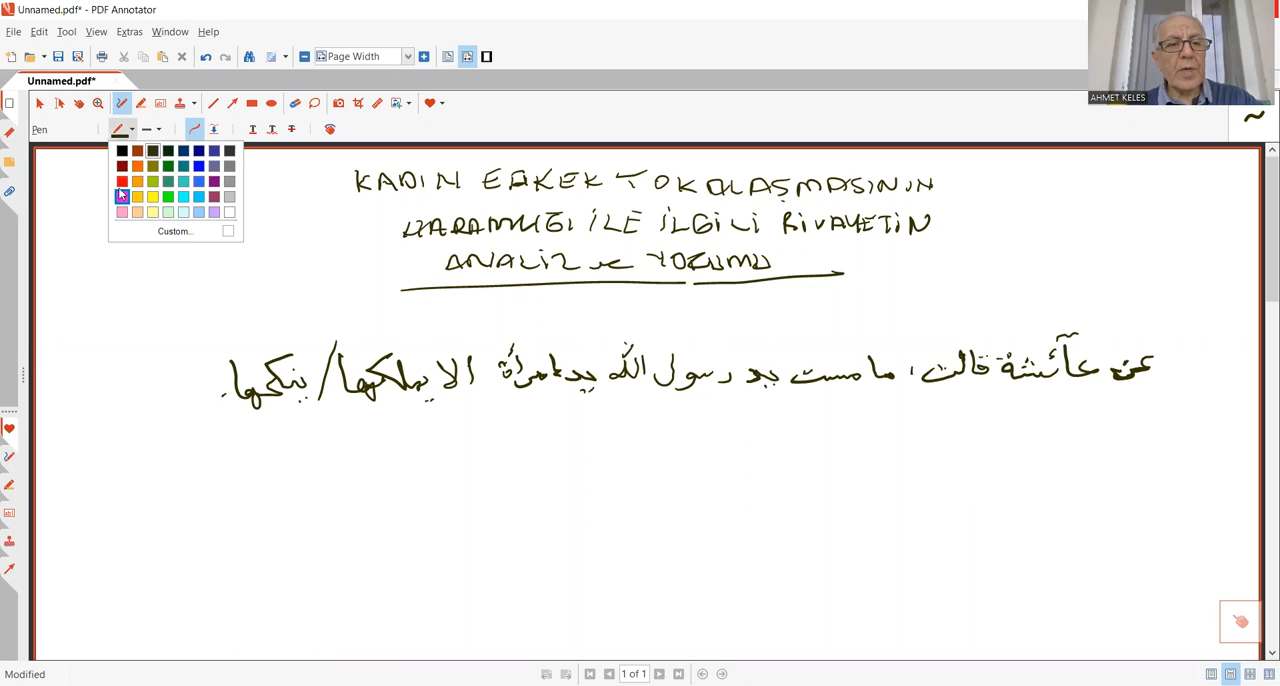 Unnamed.pdf* - PDF Annotator
File Edit Tool View Extras Window Help
Page Width
AHMET KELES
Unnamed.pdf*
Pen
Custom...
KADIN ERKEK TOKALAŞMASININ
HARAMLIĞI İLE İLGİLİ RİVAYETİN
ANALİZ ve YORUMU
عن عآئشة قالت، ما مست يد رسول الله يد امرأة الا يملكها/ينكحها.
Modified
1 of 1